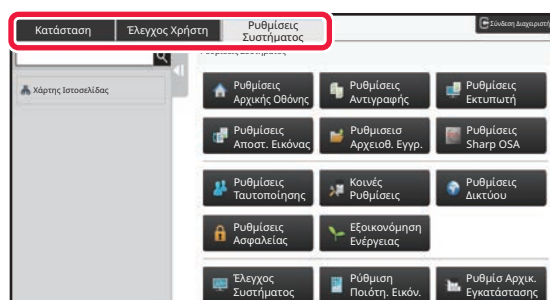 Κατάσταση
Έλεγχος Χρήστη
Ρυθμίσεις
Συστήματος
Σύνδεση Διαχειριστή
Χάρτης Ιστοσελίδας
Ρυθμίσεις
Αρχικής Οθόνης
Ρυθμίσεις
Αντιγραφής
Ρυθμίσεις
Εκτυπωτή
Ρυθμίσεις
Αποστ. Εικόνας
Ρυθμισεισ
Αρχειοθ. Εγγρ.
Ρυθμίσεις
Sharp OSA
Ρυθμίσεις
Ταυτοποίησης
Κοινές
Ρυθμίσεις
Ρυθμίσεις
Δικτύου
Ρυθμίσεις
Ασφαλείας
Εξοικονόμηση
Ενέργειας
Έλεγχος
Συστήματος
Ρύθμιση
Ποιότη. Εικόν.
Ρυθμίσ Αρχικ.
Εγκατάστασης